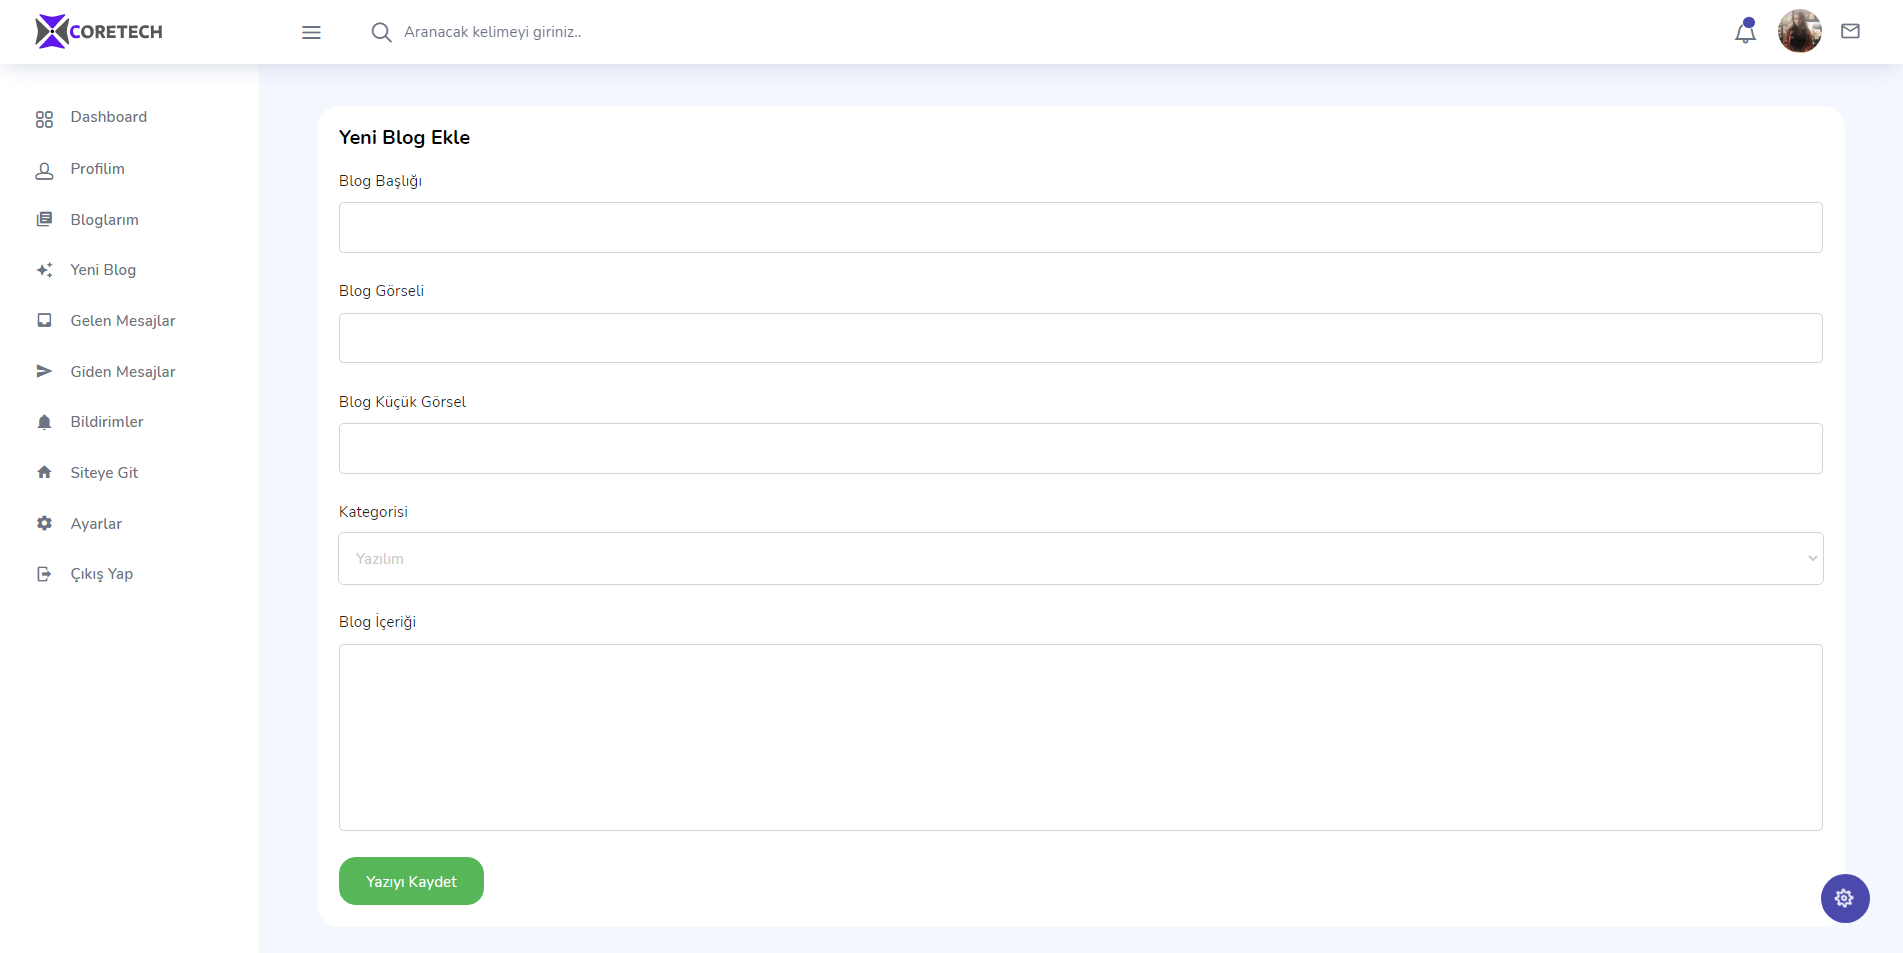 CORETECH
Aranacak kelimeyi giriniz..
Dashboard
Profilim
Bloglarım
Yeni Blog
Gelen Mesajlar
Giden Mesajlar
Bildirimler
Siteye Git
Ayarlar
Çıkış Yap
Yeni Blog Ekle
Blog Başlığı
Blog Görseli
Blog Küçük Görsel
Kategorisi
Yazılım
Blog İçeriği
Yazıyı Kaydet